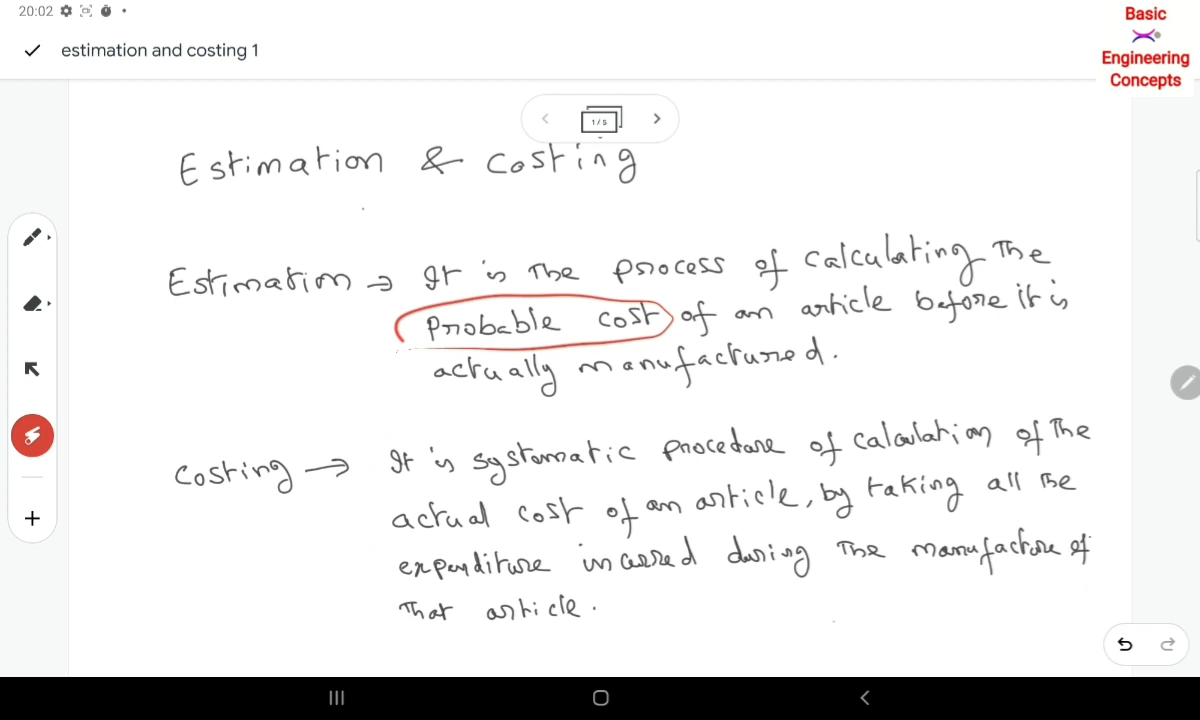 20:02
Basic
Engineering
Concepts
estimation and costing 1
1/5
Estimation & Costing
Estimation → It is The process of calculating The
Probable cost of an article before it is
actually manufactured.
Costing → It is systematic procedure of calculation of The
actual cost of an article, by taking all The
expenditure incurred during The manufacture of
That article.